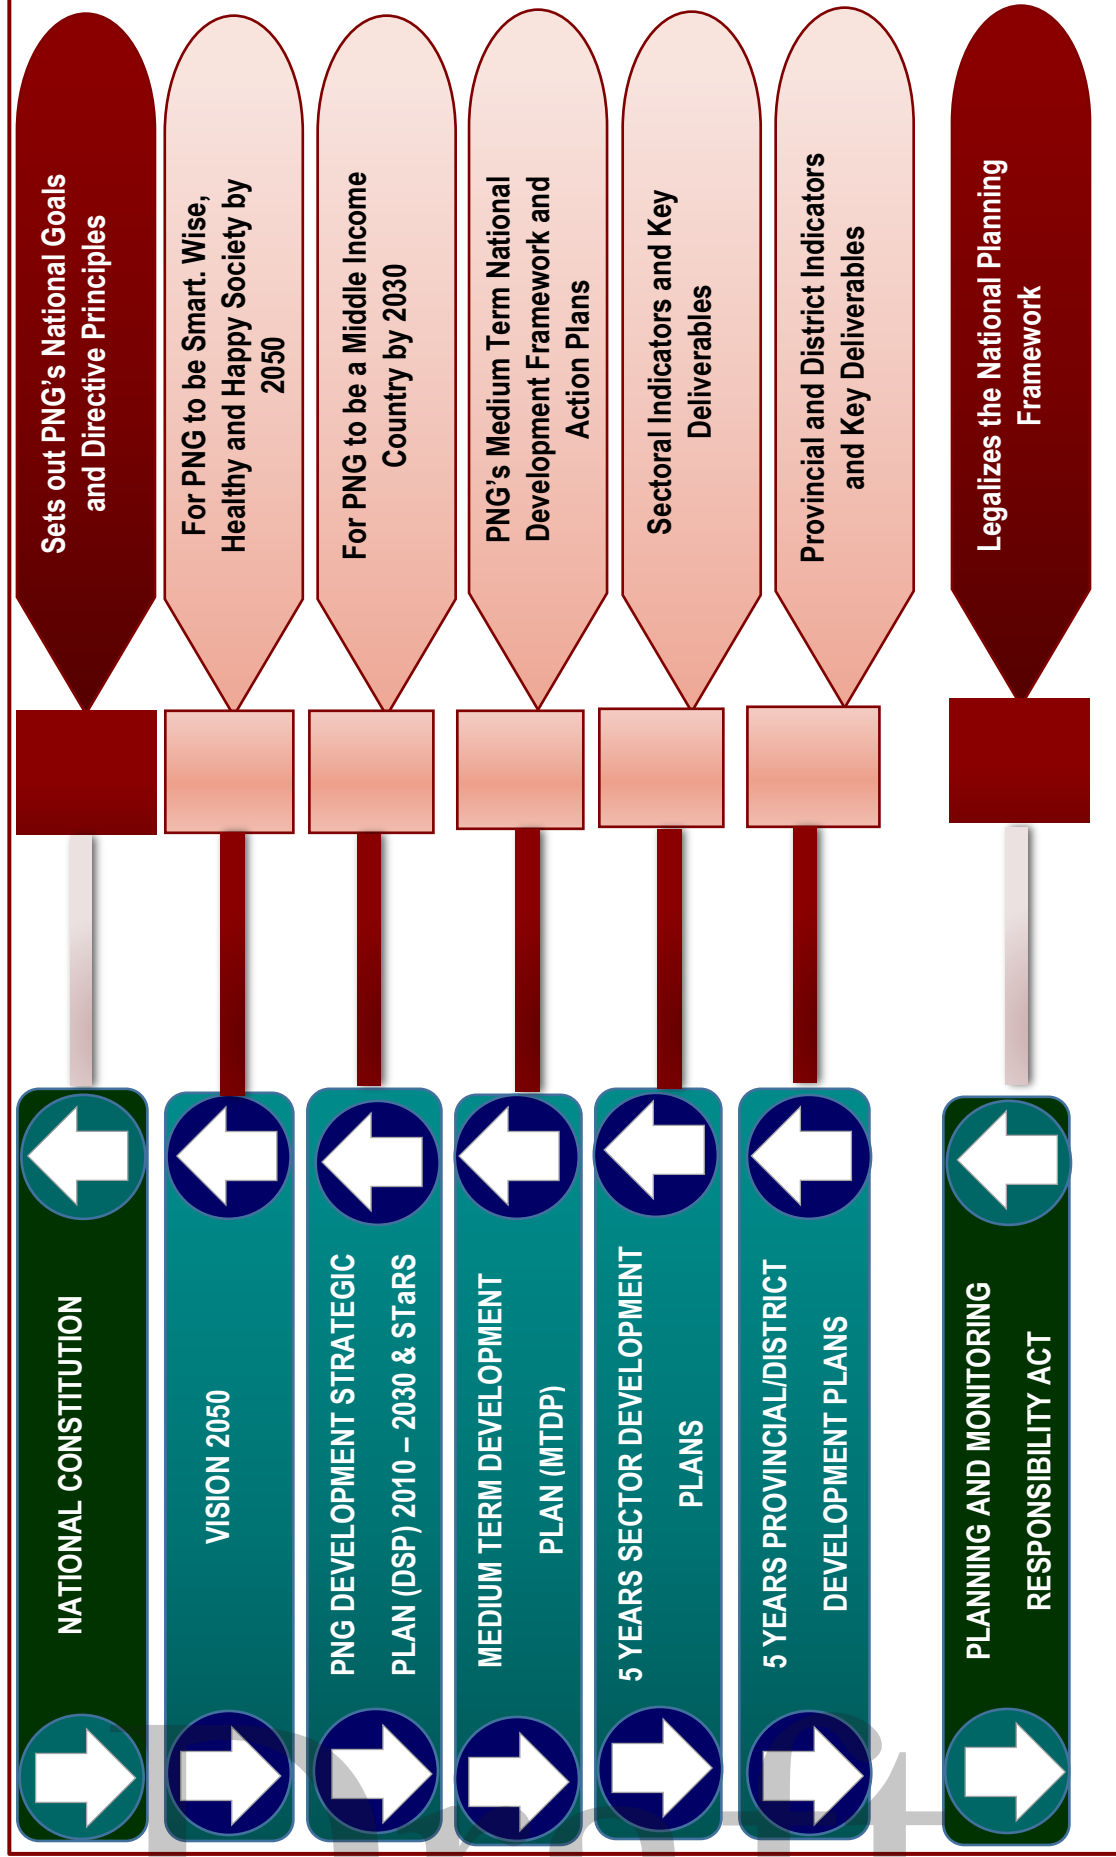 NATIONAL CONSTITUTION
Sets out PNG's National Goals
and Directive Principles
VISION 2050
For PNG to be Smart. Wise,
Healthy and Happy Society by
2050
PNG DEVELOPMENT STRATEGIC
PLAN (DSP) 2010 – 2030 & STaRS
For PNG to be a Middle Income
Country by 2030
MEDIUM TERM DEVELOPMENT
PLAN (MTDP)
PNG's Medium Term National
Development Framework and
Action Plans
5 YEARS SECTOR DEVELOPMENT
PLANS
Sectoral Indicators and Key
Deliverables
5 YEARS PROVINCIAL/DISTRICT
DEVELOPMENT PLANS
Provincial and District Indicators
and Key Deliverables
PLANNING AND MONITORING
RESPONSIBILITY ACT
Legalizes the National Planning
Framework
Draft